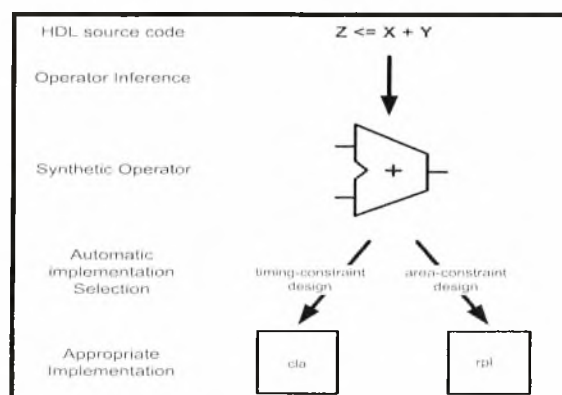 HDL source code
Z <= X + Y
Operator Inference
Synthetic Operator
+
Automatic
implementation
Selection
timing-constraint
design
area-constraint
design
Appropriate
Implementation
cla
rpl